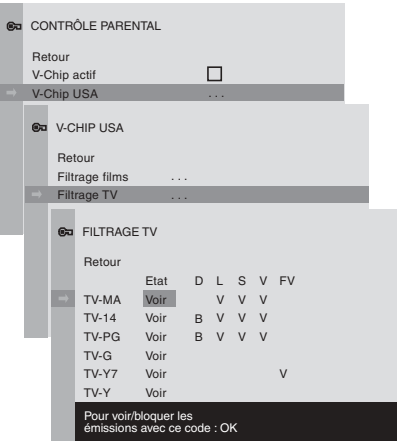 CONTRÔLE PARENTAL
Retour
V-Chip actif
V-Chip USA ...
V-CHIP USA
Retour
Filtrage films ...
Filtrage TV ...
FILTRAGE TV
Retour
Etat D L S V FV
TV-MA Voir V V V
TV-14 Voir B V V V
TV-PG Voir B V V V
TV-G Voir
TV-Y7 Voir V
TV-Y Voir
Pour voir/bloquer les
émissions avec ce code : OK